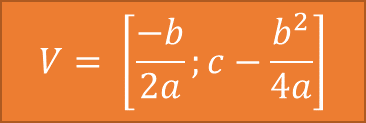 V = [-b/2a ; c - b²/4a]